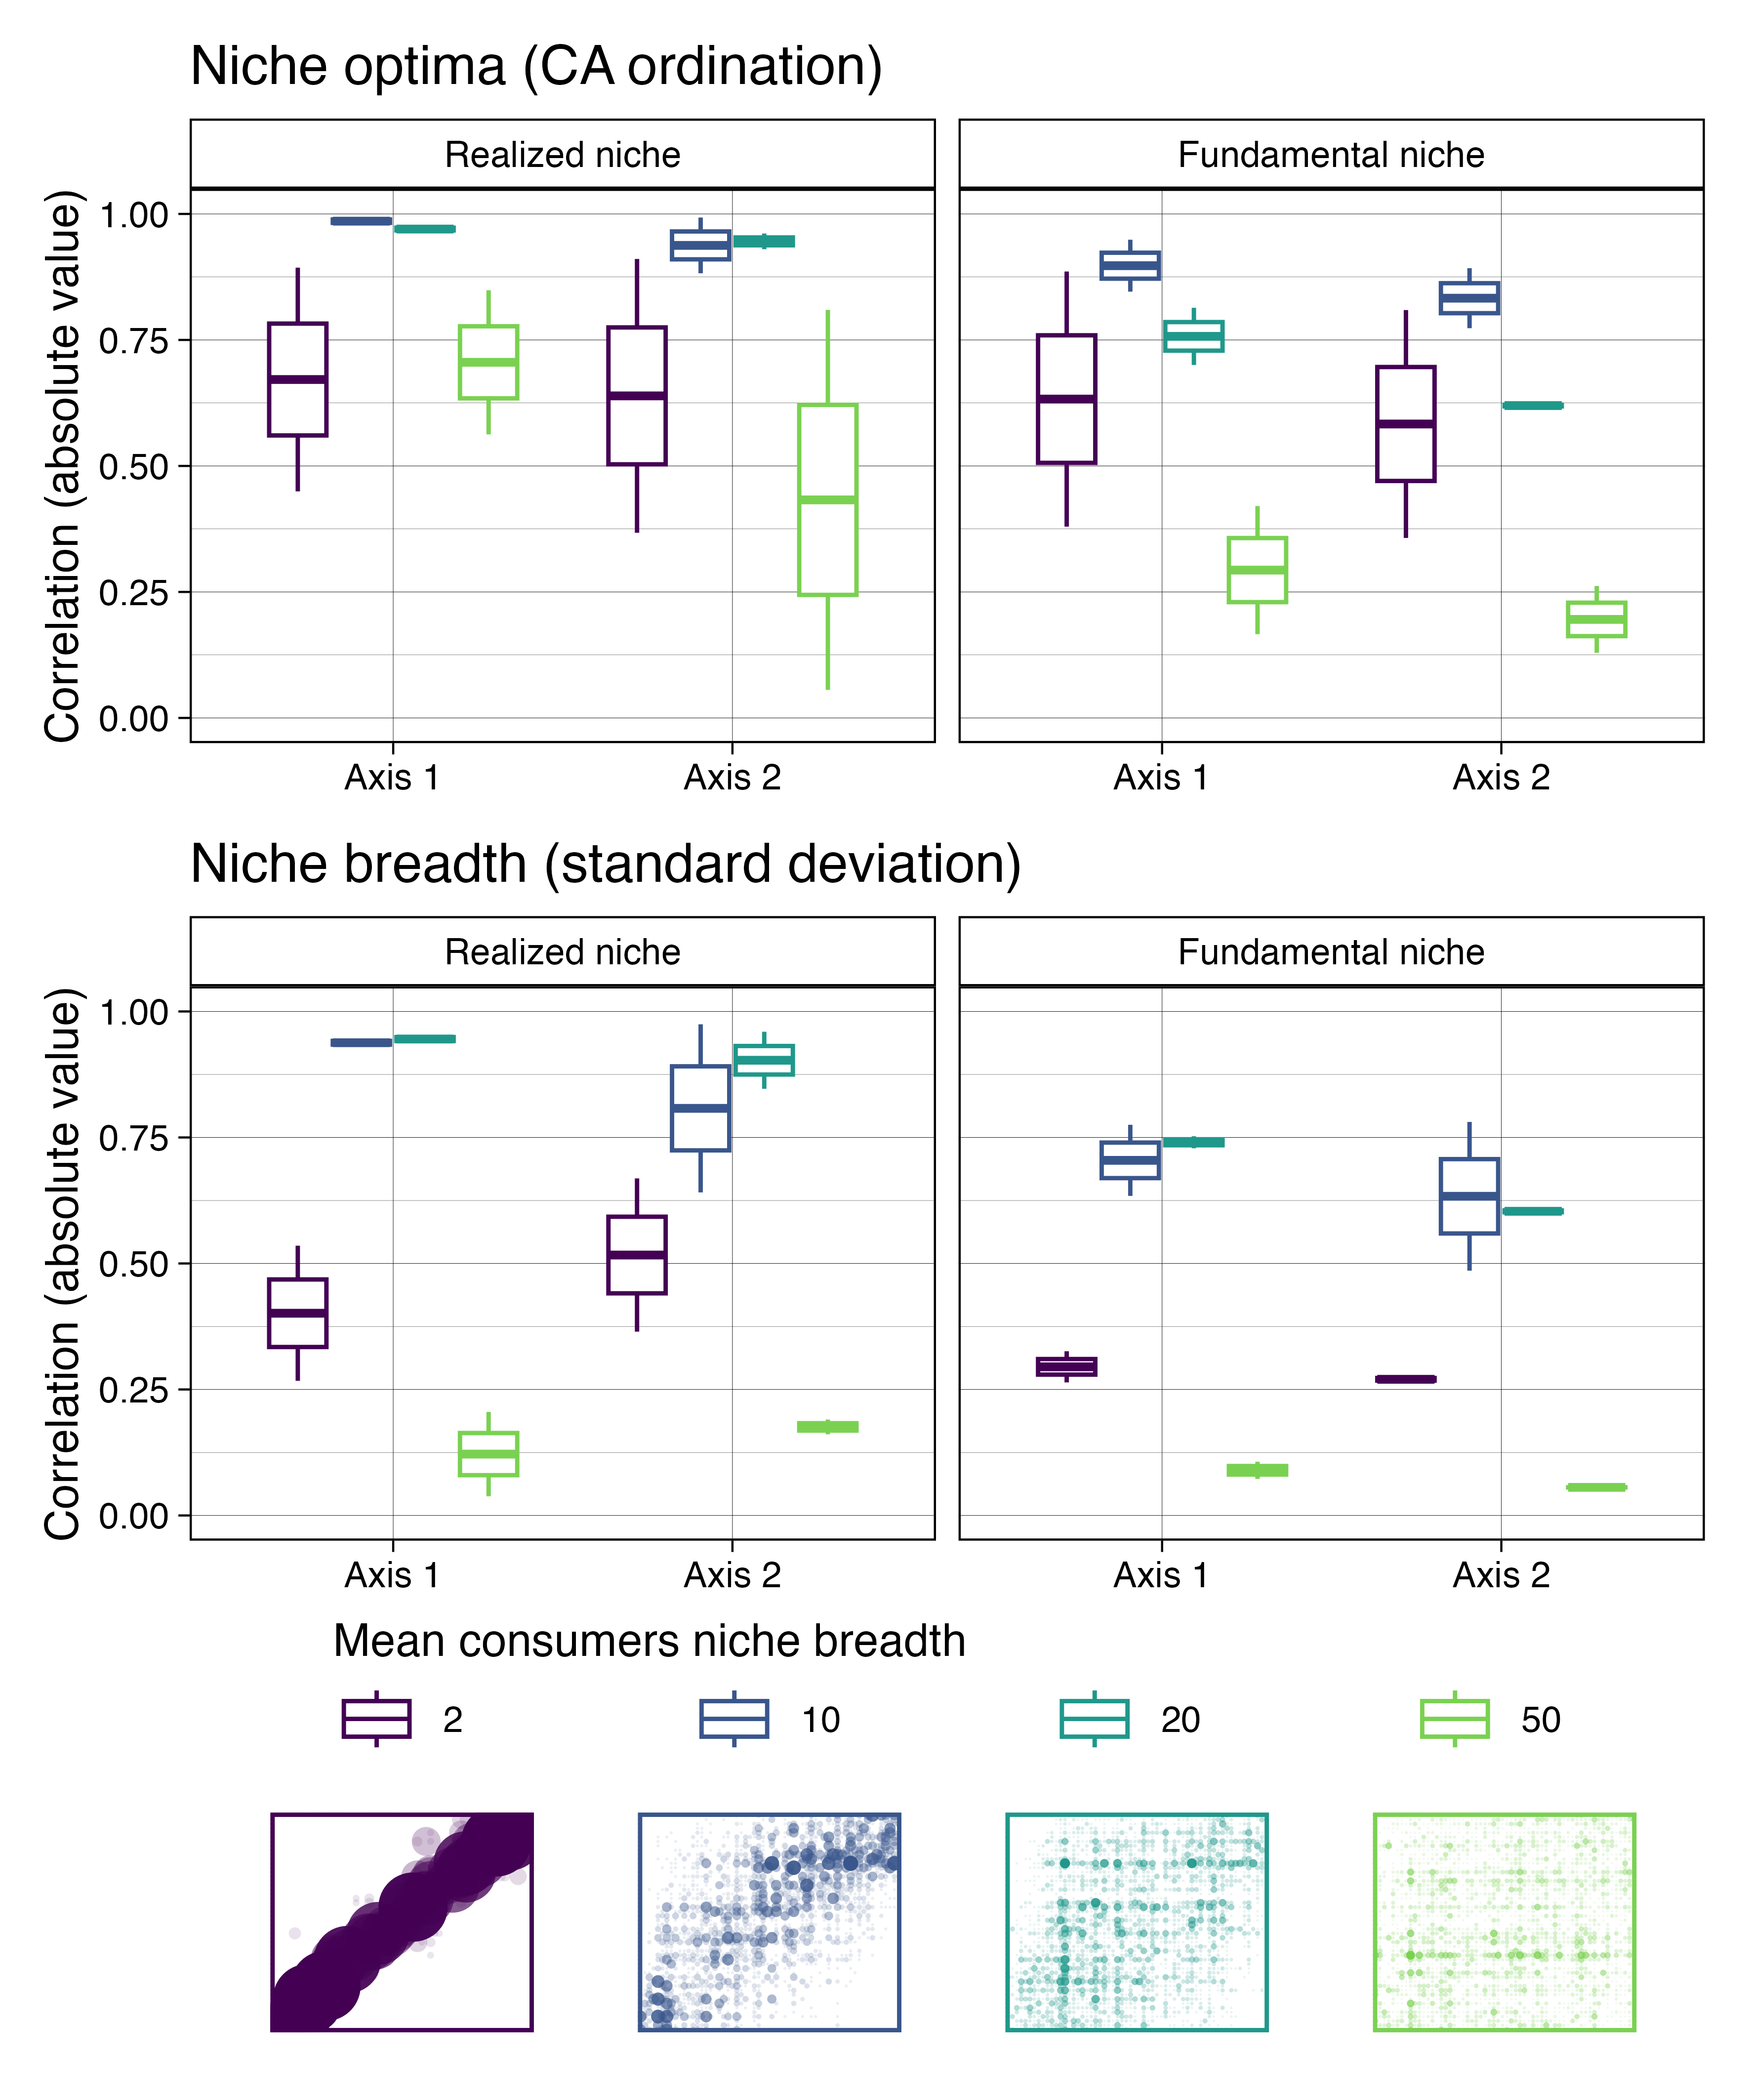 Niche optima (CA ordination)
Realized niche
Fundamental niche
Correlation (absolute value)
1.00
0.75
0.50
0.25
0.00
Axis 1
Axis 2
Axis 1
Axis 2
Niche breadth (standard deviation)
Realized niche
Fundamental niche
Correlation (absolute value)
1.00
0.75
0.50
0.25
0.00
Axis 1
Axis 2
Axis 1
Axis 2
Mean consumers niche breadth
2
10
20
50